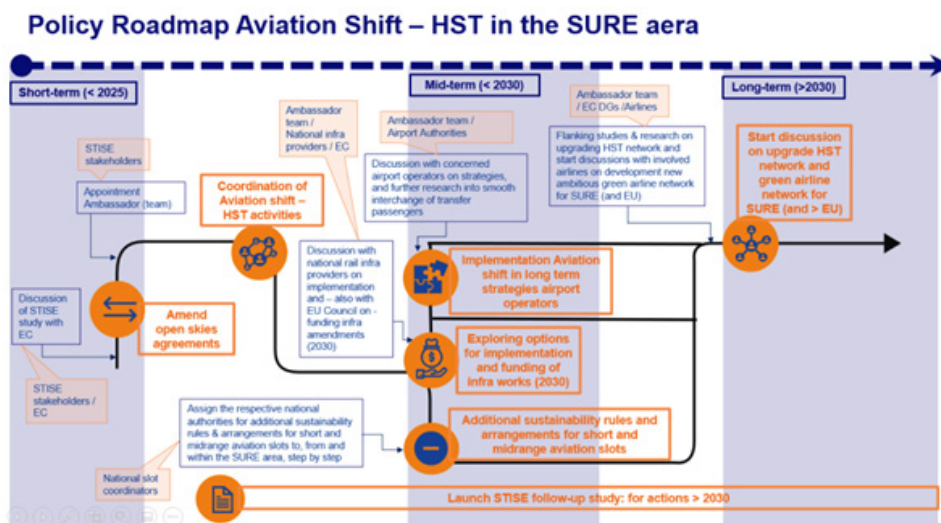 Policy Roadmap Aviation Shift – HST in the SURE aera
Short-term (< 2025)
Mid-term (< 2030)
Long-term (>2030)
STISE
stakeholders
Appointment
Ambassador (team)
Discussion
of STISE
study with
EC
STISE
stakeholders /
EC
Amend
open skies
agreements
Coordination of
Aviation shift –
HST activities
Ambassador
team /
National infra
providers / EC
Discussion with
national rail infra
providers on
implementation
and – also with
EU Council on -
funding infra
amendments
(2030)
Ambassador team /
Airport Authorities
Discussion with concerned
airport operators on strategies,
and further research into smooth
interchange of transfer
passengers
Implementation Aviation
shift in long term
strategies airport
operators
Exploring options
for implementation
and funding of
infra works (2030)
Additional sustainability rules and
arrangements for short and
midrange aviation slots
Assign the respective national
authorities for additional sustainability
rules & arrangements for short and
midrange aviation slots to, from and
within the SURE area, step by step
National slot
coordinators
Ambassador team
/ EC DGs /Airlines
Flanking studies & research on
upgrading HST network and
start discussions with involved
airlines on development new
ambitious green airline network
for SURE (and EU)
Start discussion
on upgrade HST
network and
green airline
network for
SURE (and > EU)
Launch STISE follow-up study: for actions > 2030